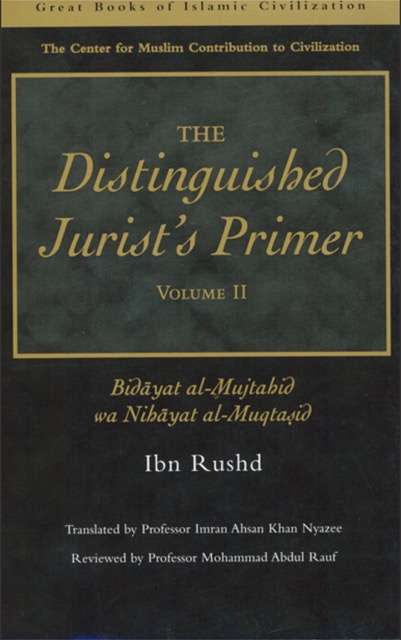 Great Books of Islamic Civilization
The Center for Muslim Contribution to Civilization
THE
Distinguished
Jurist's Primer
VOLUME II
Bidāyat al-Mujtahid
wa Nihāyat al-Muqtaṣid
Ibn Rushd
Translated by Professor Imran Ahsan Khan Nyazee
Reviewed by Professor Mohammad Abdul Rauf